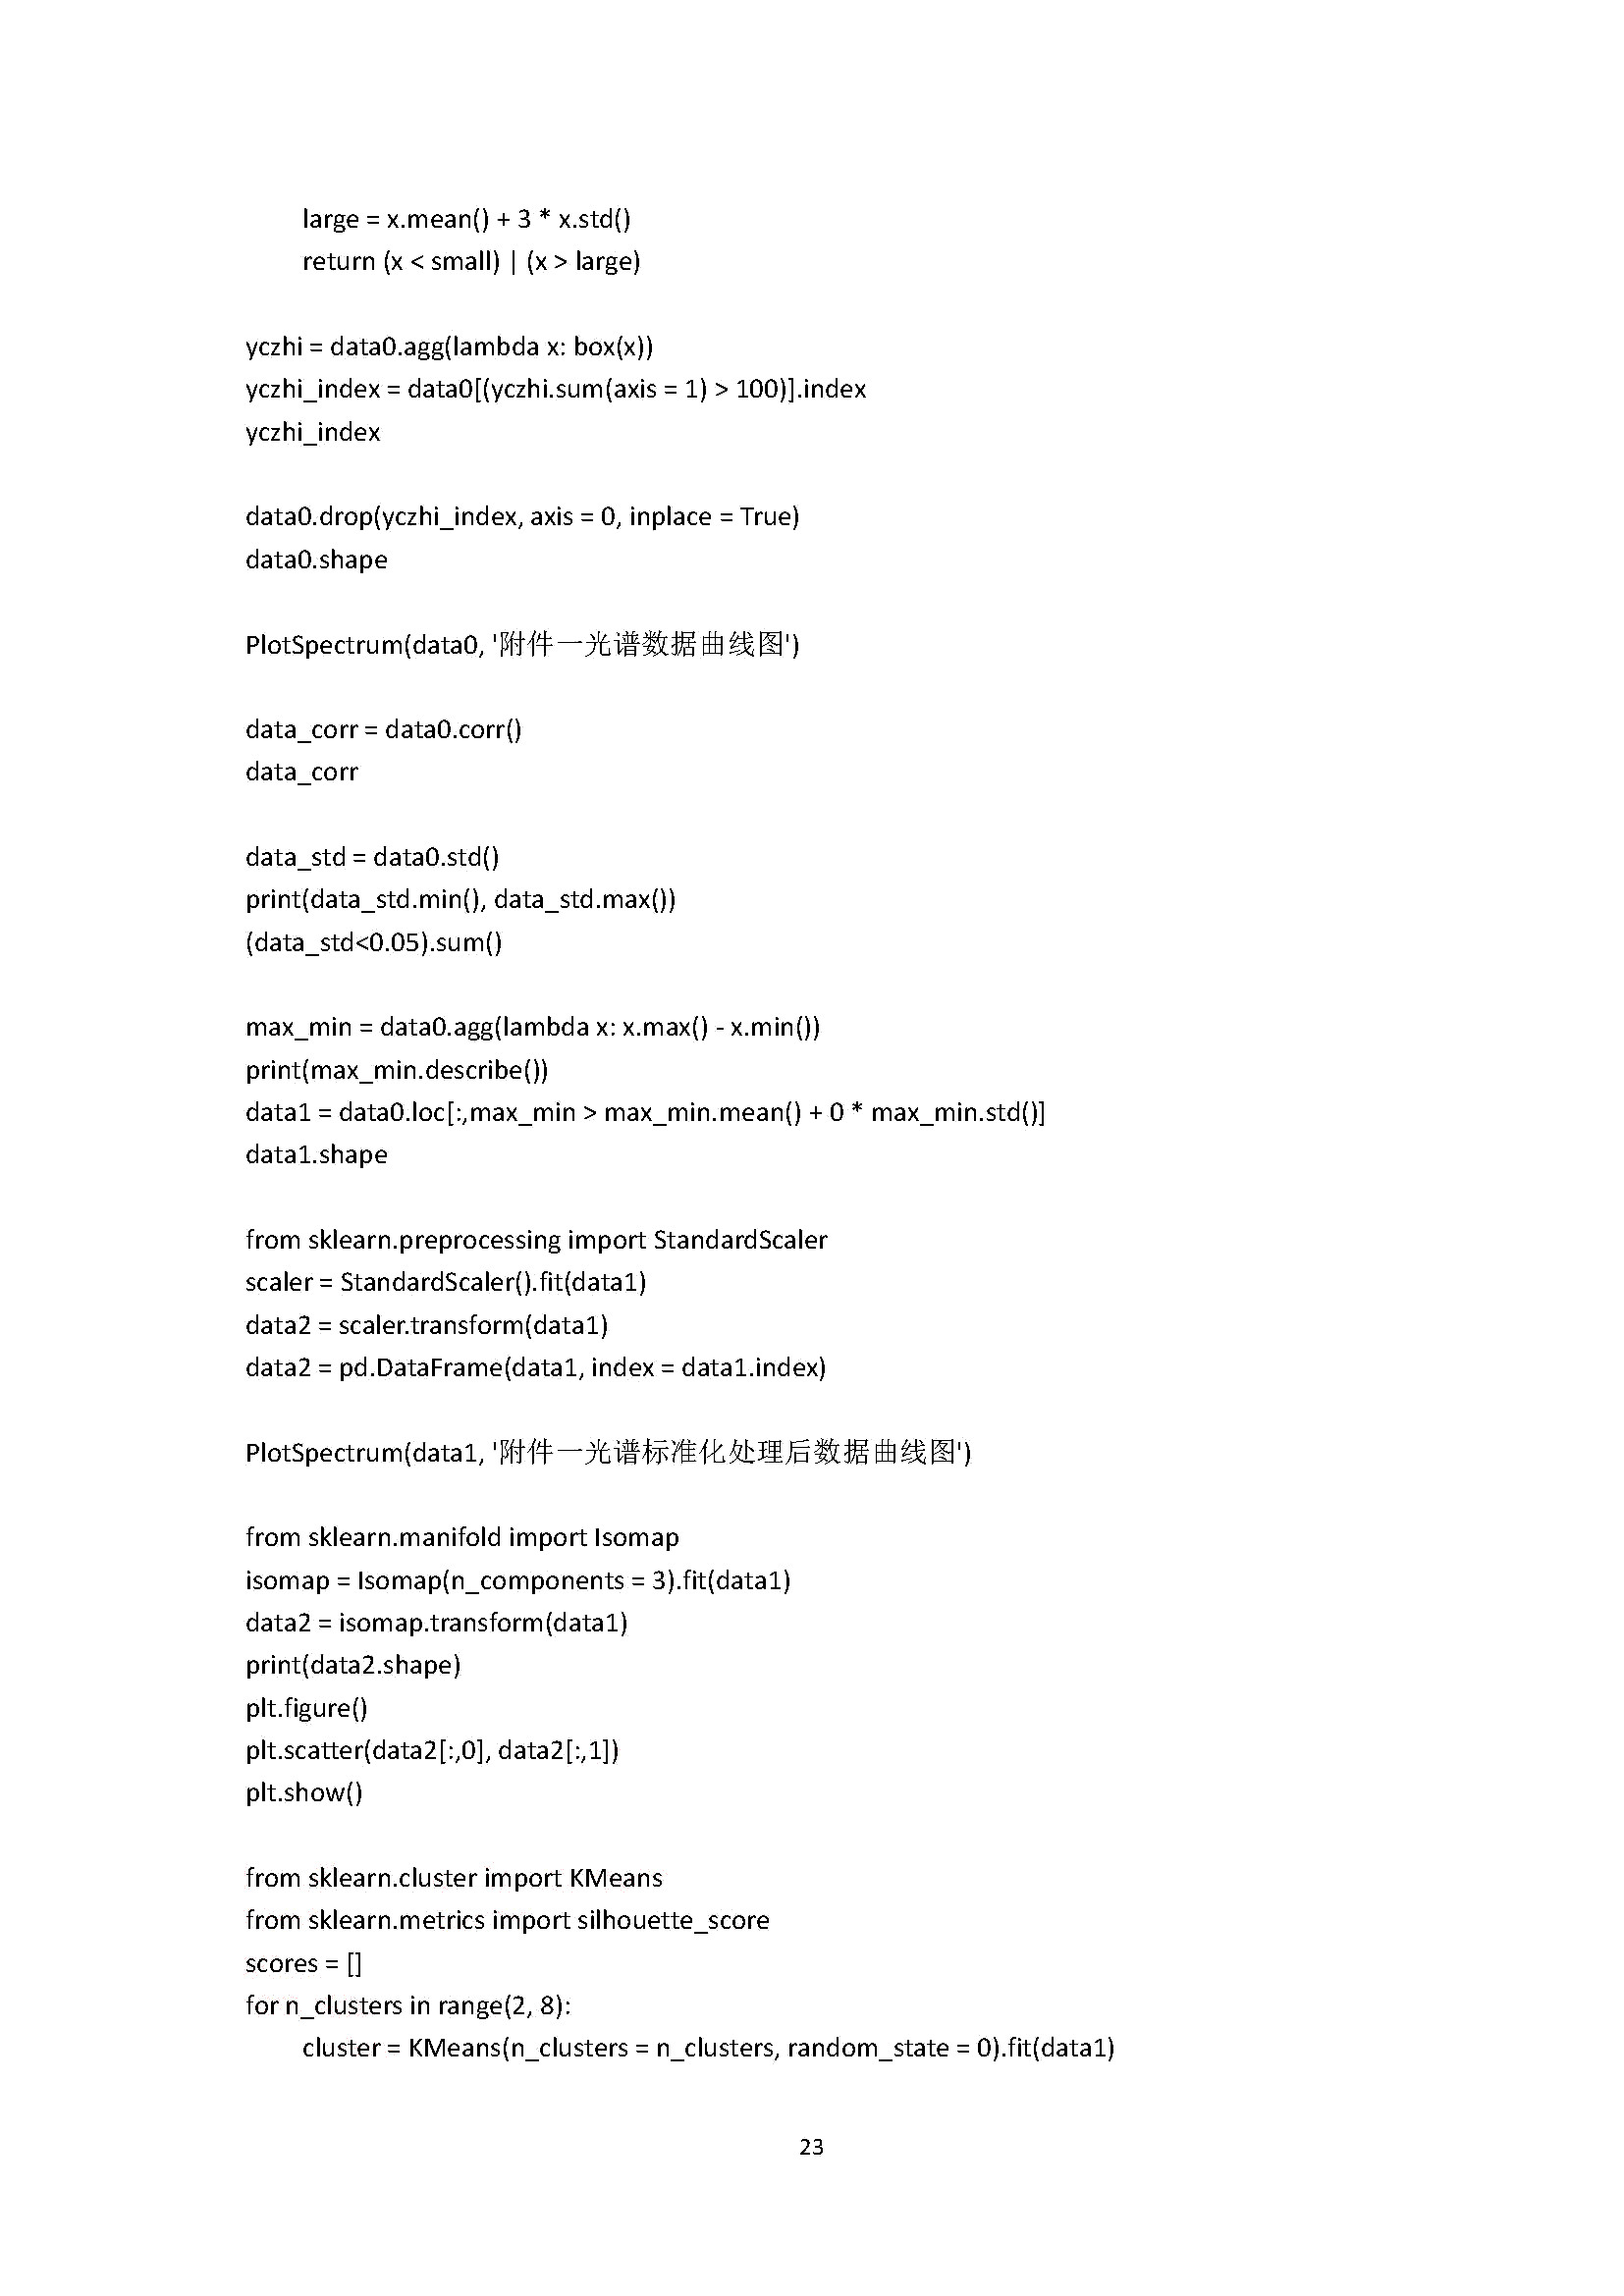 large = x.mean() + 3 * x.std()
return (x < small) | (x > large)
yczhi = data0.agg(lambda x: box(x))
yczhi_index = data0[(yczhi.sum(axis = 1) > 100)].index
yczhi_index
data0.drop(yczhi_index, axis = 0, inplace = True)
data0.shape
PlotSpectrum(data0, '附件一光谱数据曲线图')
data_corr = data0.corr()
data_corr
data_std = data0.std()
print(data_std.min(), data_std.max())
(data_std<0.05).sum()
max_min = data0.agg(lambda x: x.max() - x.min())
print(max_min.describe())
data1 = data0.loc[:,max_min > max_min.mean() + 0 * max_min.std()]
data1.shape
from sklearn.preprocessing import StandardScaler
scaler = StandardScaler().fit(data1)
data2 = scaler.transform(data1)
data2 = pd.DataFrame(data1, index = data1.index)
PlotSpectrum(data1, '附件一光谱标准化处理后数据曲线图')
from sklearn.manifold import Isomap
isomap = Isomap(n_components = 3).fit(data1)
data2 = isomap.transform(data1)
print(data2.shape)
plt.figure()
plt.scatter(data2[:,0], data2[:,1])
plt.show()
from sklearn.cluster import KMeans
from sklearn.metrics import silhouette_score
scores = []
for n_clusters in range(2, 8):
cluster = KMeans(n_clusters = n_clusters, random_state = 0).fit(data1)
23